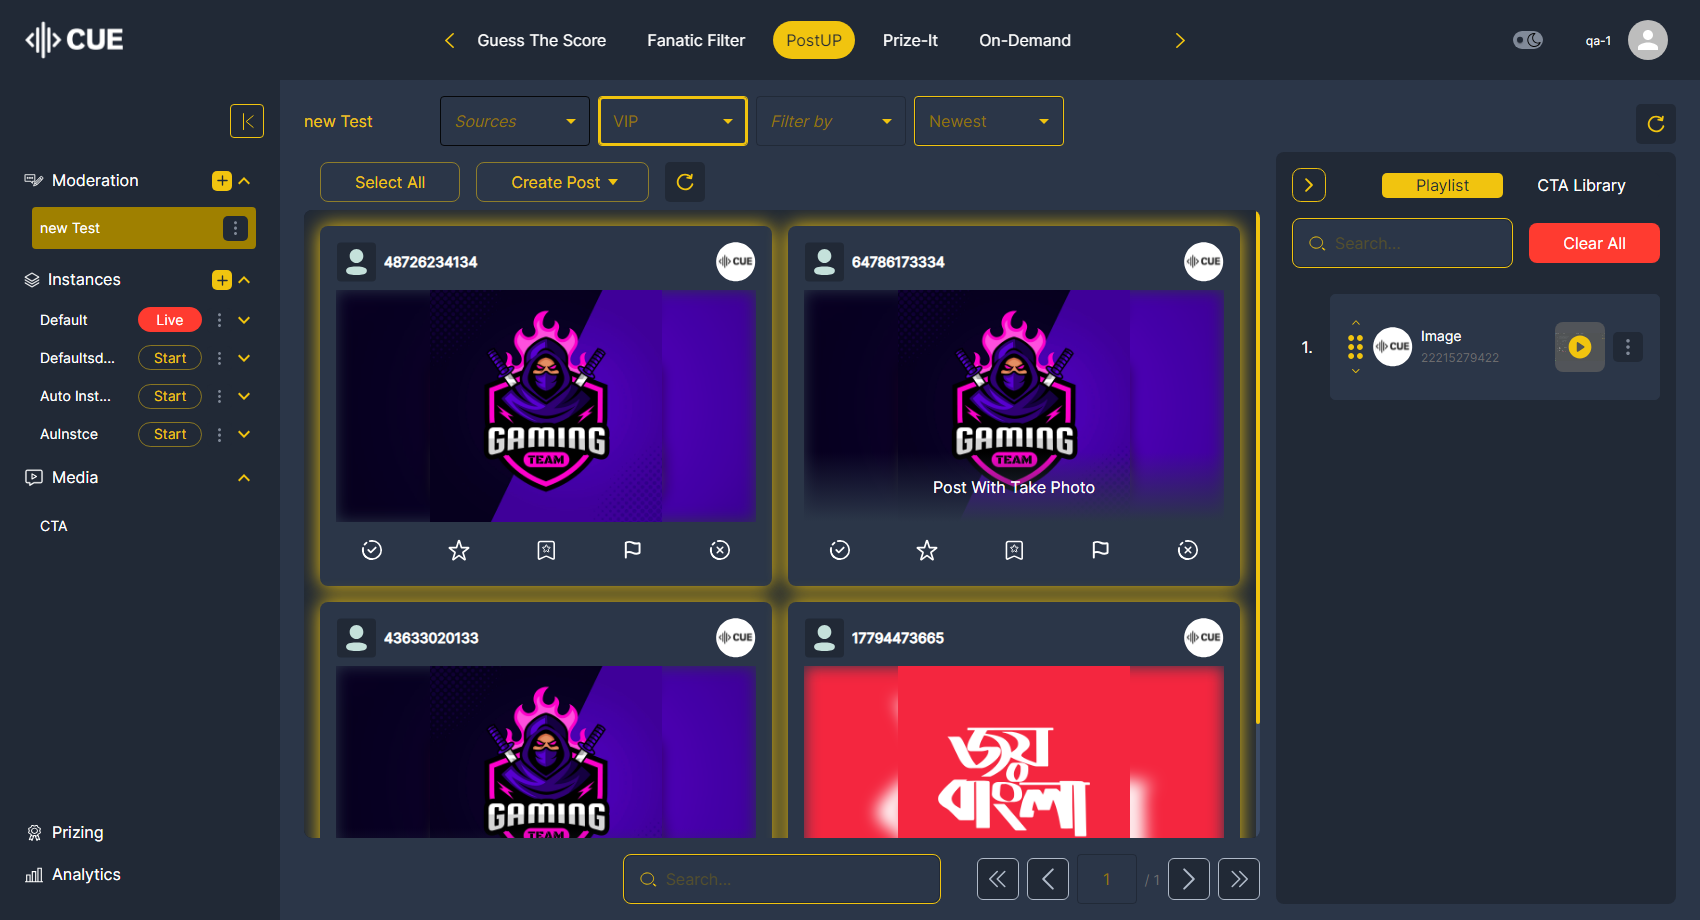 CUE
Guess The Score
Fanatic Filter
PostUP
Prize-It
On-Demand
qa-1
Moderation
new Test
Instances
Default
Live
Defaultsd...
Start
Auto Inst...
Start
AuInstce
Start
Media
CTA
Prizing
Analytics
new Test
Sources
VIP
Filter by
Newest
Select All
Create Post
48726234134
CUE
GAMING
TEAM
64786173334
CUE
GAMING
TEAM
Post With Take Photo
43633020133
CUE
GAMING
TEAM
17794473665
CUE
জয়
বাংলা
Search...
1
/ 1
Playlist
CTA Library
Search...
Clear All
1.
CUE
Image
22215279422